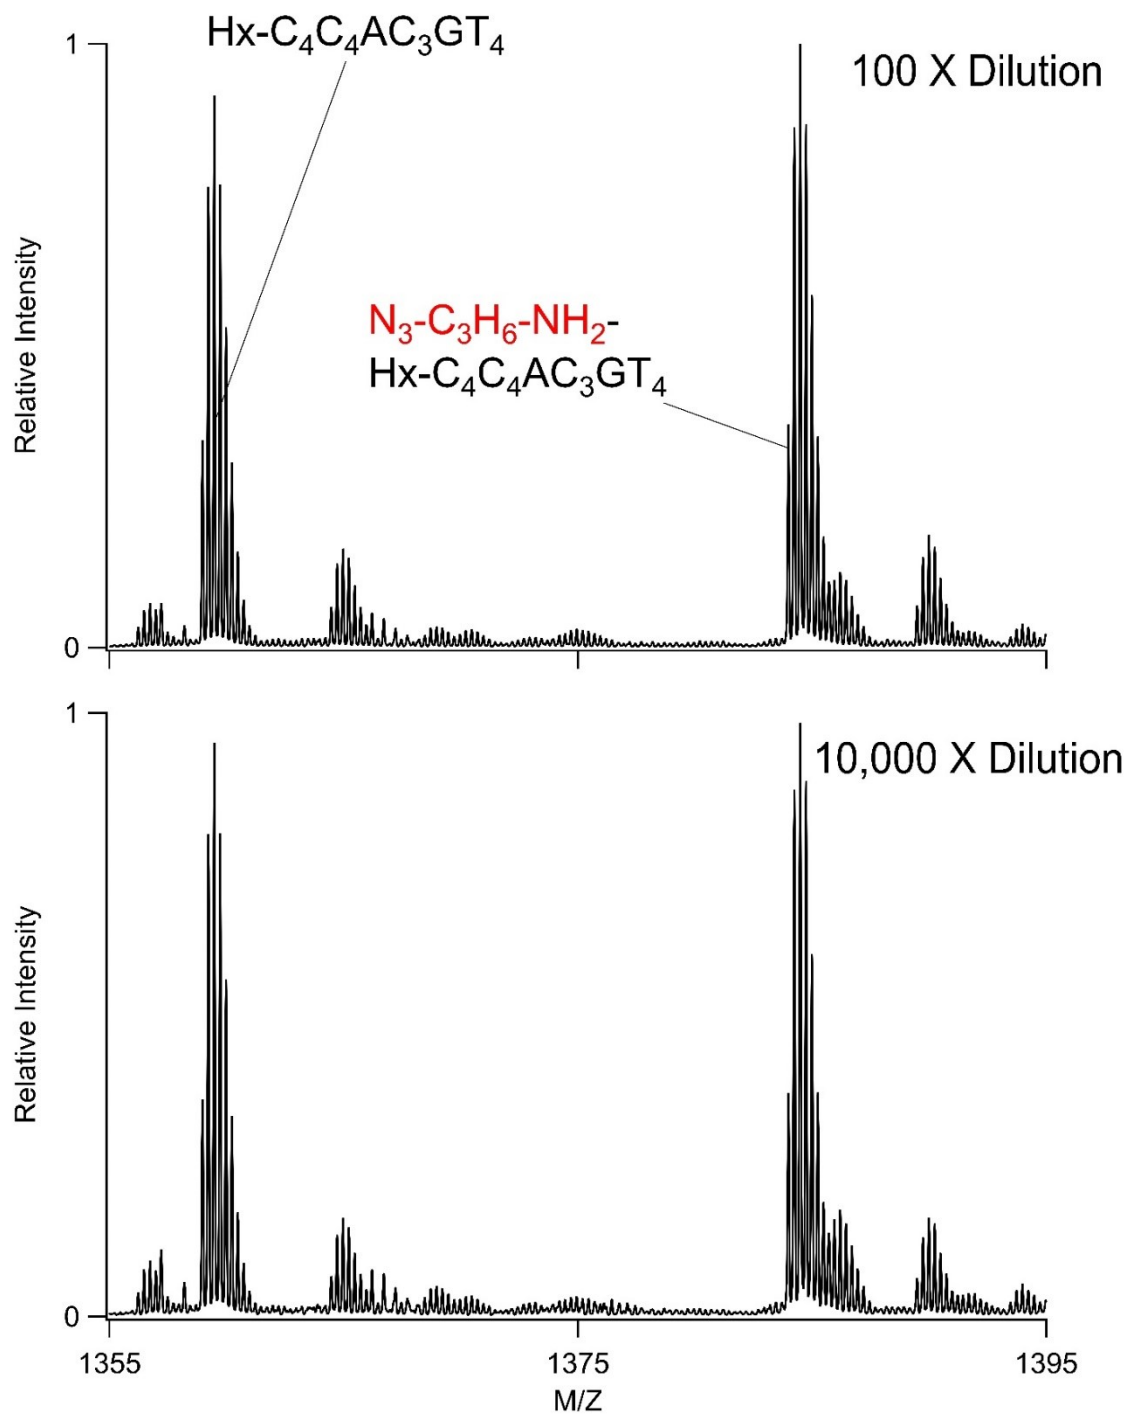 Hx-C₄C₄AC₃GT₄
1
100 X Dilution
Relative Intensity
N₃-C₃H₆-NH₂-
Hx-C₄C₄AC₃GT₄
0
1
10,000 X Dilution
Relative Intensity
0
1355
1375
1395
M/Z